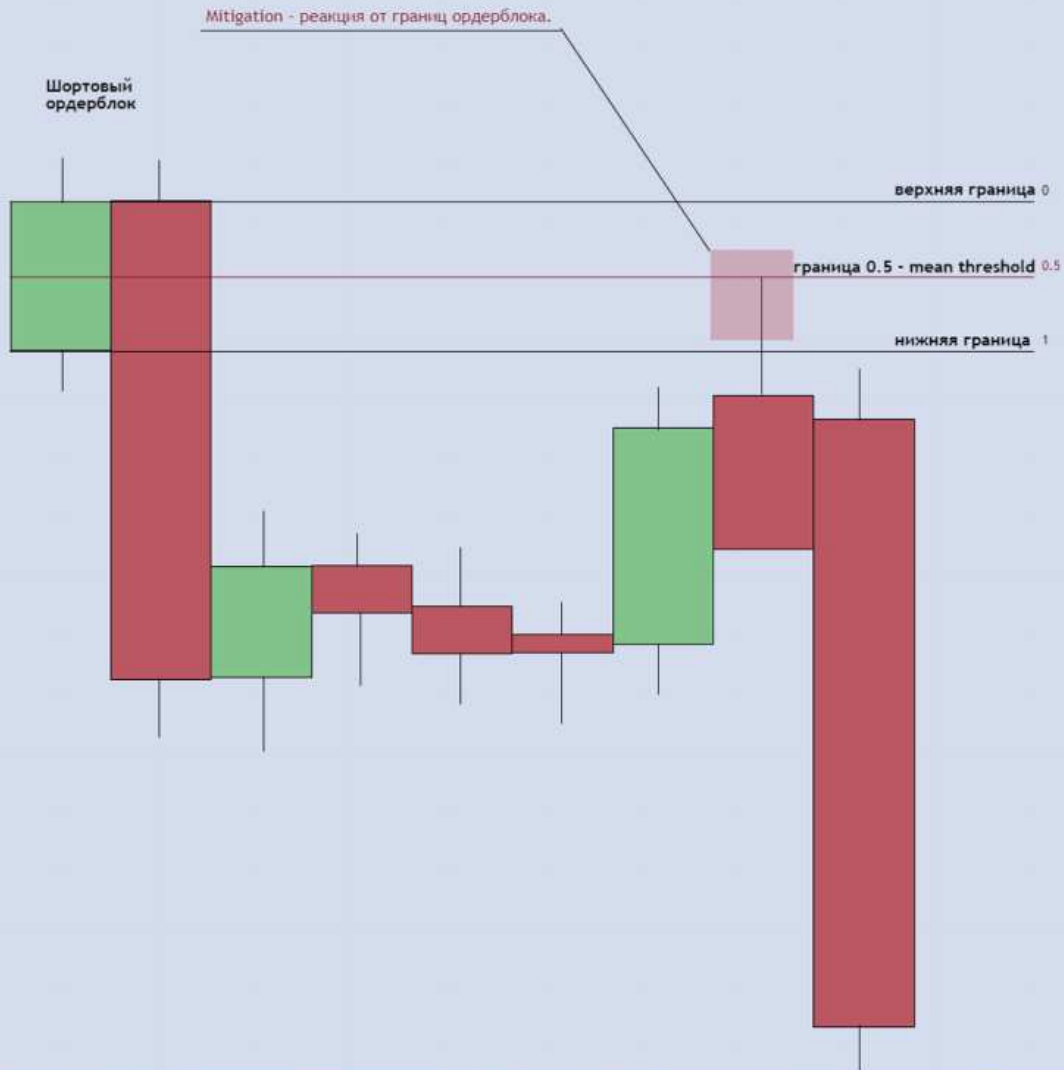 Mitigation - реакция от границ ордерблока.
Шортовый
ордерблок
верхняя граница 0
граница 0.5 - mean threshold 0.5
нижняя граница 1